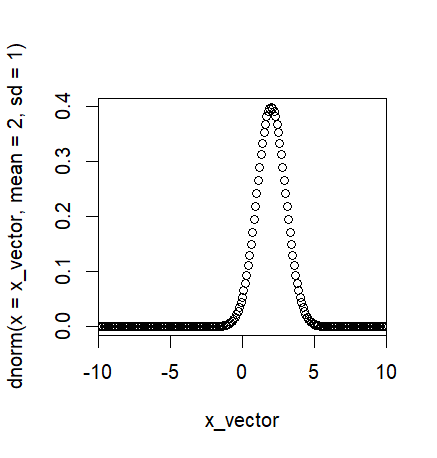 dnorm(x = x_vector, mean = 2, sd = 1)
0.4
0.3
0.2
0.1
0.0
-10 -5 0 5 10
x_vector